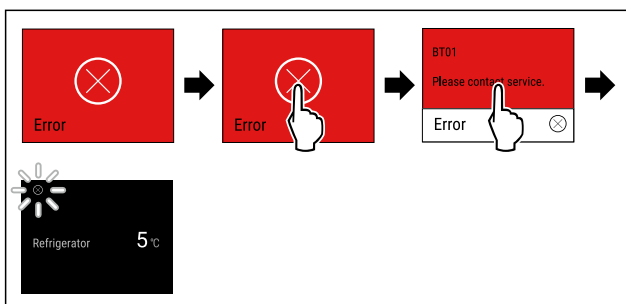 Error
Error
BT01
Please contact service.
Error
Refrigerator 5 °C